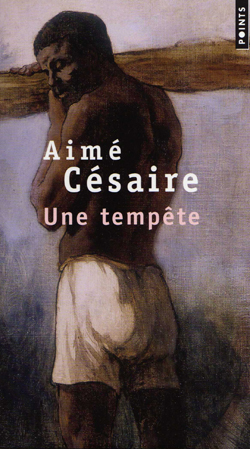 POINTS
Aimé
Césaire
Une tempête